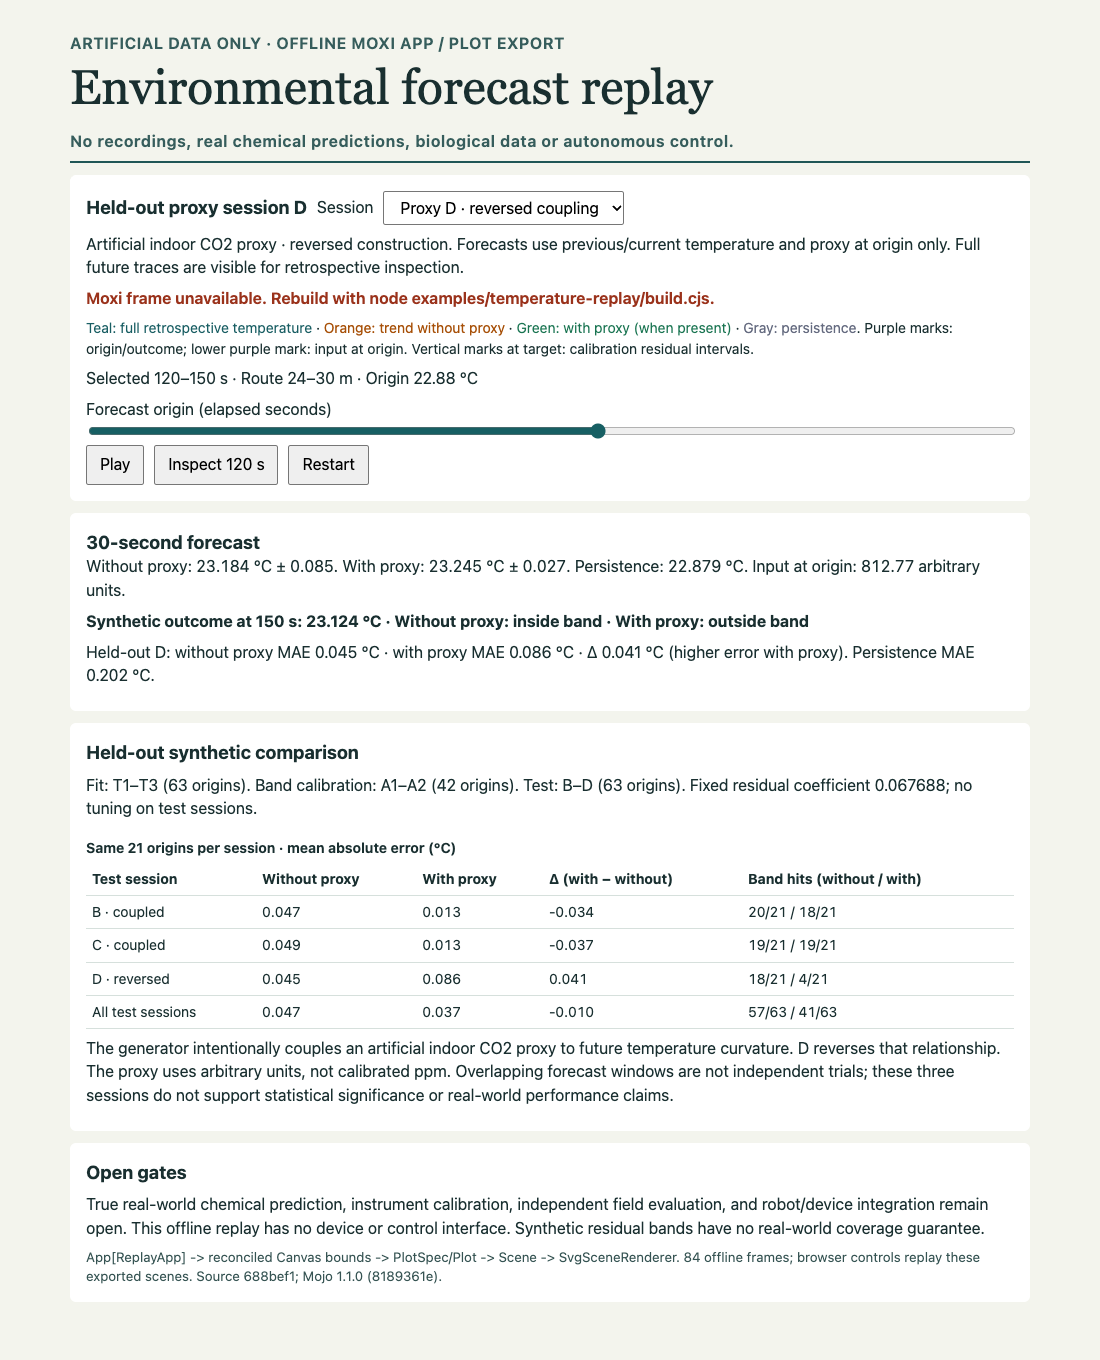 ARTIFICIAL DATA ONLY · OFFLINE MOXI APP / PLOT EXPORT
Environmental forecast replay
No recordings, real chemical predictions, biological data or autonomous control.
Held-out proxy session D Session Proxy D · reversed coupling
Artificial indoor CO2 proxy · reversed construction. Forecasts use previous/current temperature and proxy at origin only. Full
future traces are visible for retrospective inspection.
Moxi frame unavailable. Rebuild with node examples/temperature-replay/build.cjs.
Teal: full retrospective temperature · Orange: trend without proxy · Green: with proxy (when present) · Gray: persistence. Purple marks:
origin/outcome; lower purple mark: input at origin. Vertical marks at target: calibration residual intervals.
Selected 120–150 s · Route 24–30 m · Origin 22.88 °C
Forecast origin (elapsed seconds)
Play Inspect 120 s Restart
30-second forecast
Without proxy: 23.184 °C ± 0.085. With proxy: 23.245 °C ± 0.027. Persistence: 22.879 °C. Input at origin: 812.77 arbitrary
units.
Synthetic outcome at 150 s: 23.124 °C · Without proxy: inside band · With proxy: outside band
Held-out D: without proxy MAE 0.045 °C · with proxy MAE 0.086 °C · Δ 0.041 °C (higher error with proxy). Persistence MAE
0.202 °C.
Held-out synthetic comparison
Fit: T1–T3 (63 origins). Band calibration: A1–A2 (42 origins). Test: B–D (63 origins). Fixed residual coefficient 0.067688; no
tuning on test sessions.
Same 21 origins per session · mean absolute error (°C)
Test session Without proxy With proxy Δ (with − without) Band hits (without / with)
B · coupled 0.047 0.013 -0.034 20/21 / 18/21
C · coupled 0.049 0.013 -0.037 19/21 / 19/21
D · reversed 0.045 0.086 0.041 18/21 / 4/21
All test sessions 0.047 0.037 -0.010 57/63 / 41/63
The generator intentionally couples an artificial indoor CO2 proxy to future temperature curvature. D reverses that relationship.
The proxy uses arbitrary units, not calibrated ppm. Overlapping forecast windows are not independent trials; these three
sessions do not support statistical significance or real-world performance claims.
Open gates
True real-world chemical prediction, instrument calibration, independent field evaluation, and robot/device integration remain
open. This offline replay has no device or control interface. Synthetic residual bands have no real-world coverage guarantee.
App[ReplayApp] -> reconciled Canvas bounds -> PlotSpec/Plot -> Scene -> SvgSceneRenderer. 84 offline frames; browser controls replay these
exported scenes. Source 688bef1; Mojo 1.1.0 (8189361e).